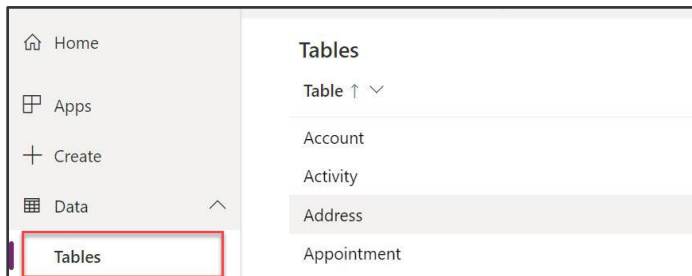 Home
Apps
Create
Data
Tables
Tables
Table ↑
Account
Activity
Address
Appointment